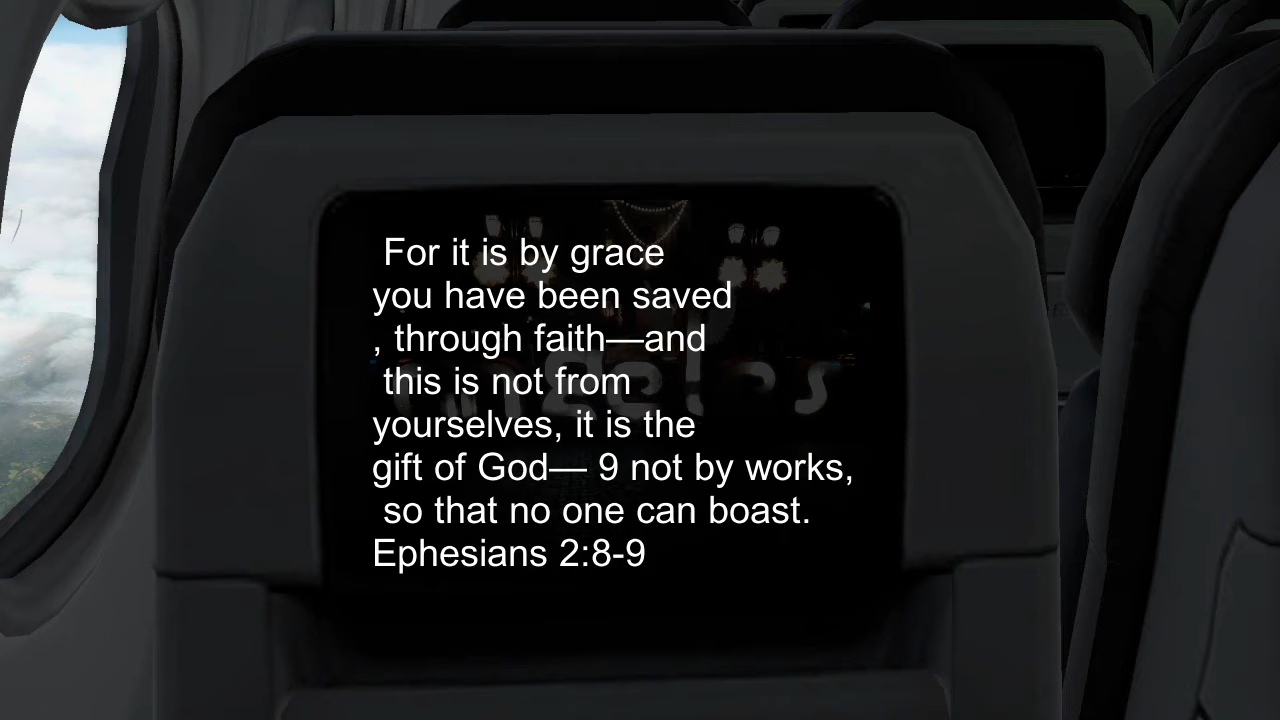 For it is by grace
you have been saved
, through faith—and
this is not from
yourselves, it is the
gift of God— 9 not by works,
so that no one can boast.
Ephesians 2:8-9